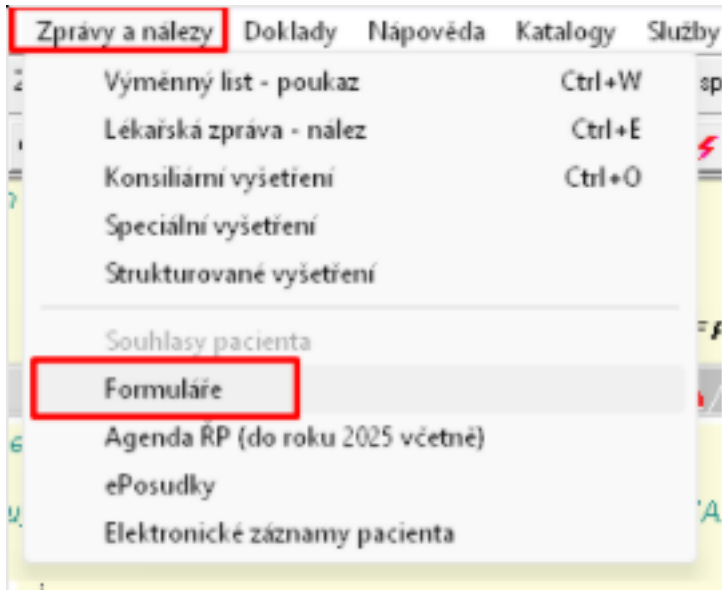 Zprávy a nálezy Doklady Nápověda Katalogy Služby
Výměnný list - poukaz Ctrl+W
Lékařská zpráva - nález Ctrl+E
Konsiliární vyšetření Ctrl+O
Speciální vyšetření
Strukturované vyšetření
Souhlasy pacienta
Formuláře
Agenda ŘP (do roku 2025 včetně)
ePosudky
Elektronické záznamy pacienta